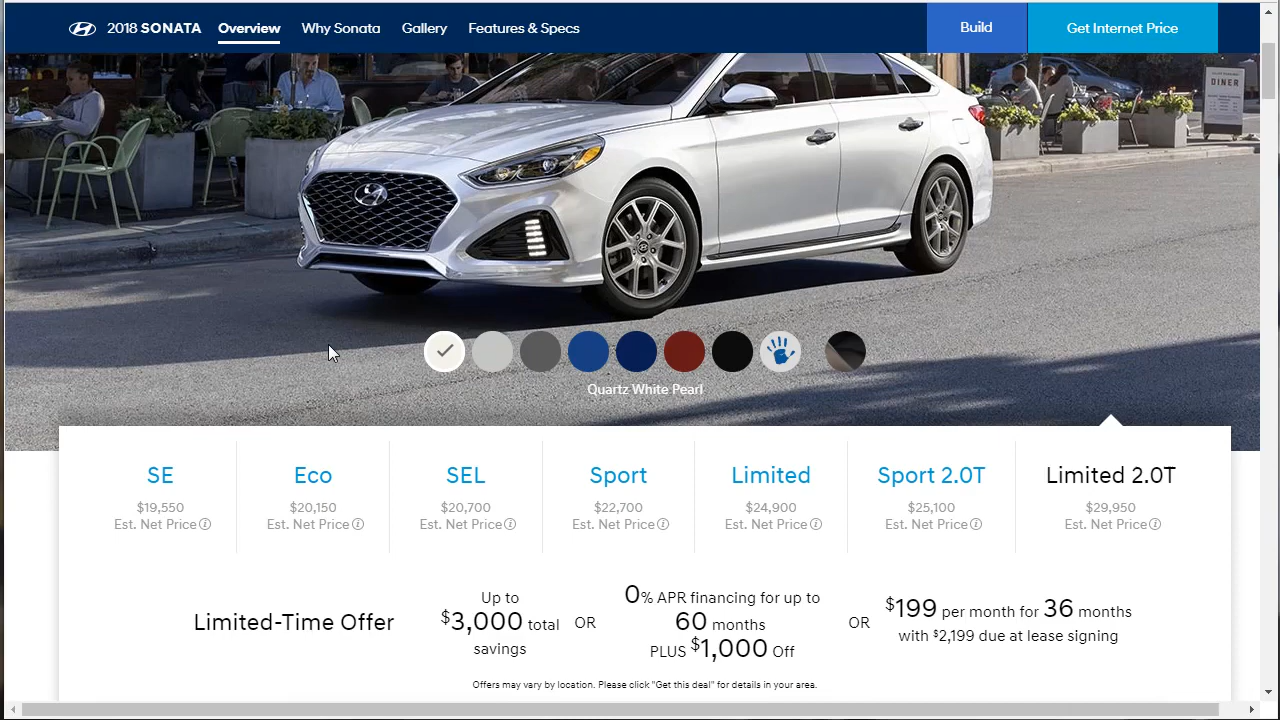 2018 SONATA Overview Why Sonata Gallery Features & Specs Build Get Internet Price
DINER
Quartz White Pearl
SE Eco SEL Sport Limited Sport 2.0T Limited 2.0T
$19,550 $20,150 $20,700 $22,700 $24,900 $25,100 $29,950
Est. Net Price Est. Net Price Est. Net Price Est. Net Price Est. Net Price Est. Net Price Est. Net Price
Limited-Time Offer
Up to
$3,000 total
savings
OR
0% APR financing for up to
60 months
PLUS $1,000 Off
OR
$199 per month for 36 months
with $2,199 due at lease signing
Offers may vary by location. Please click "Get this deal" for details in your area.